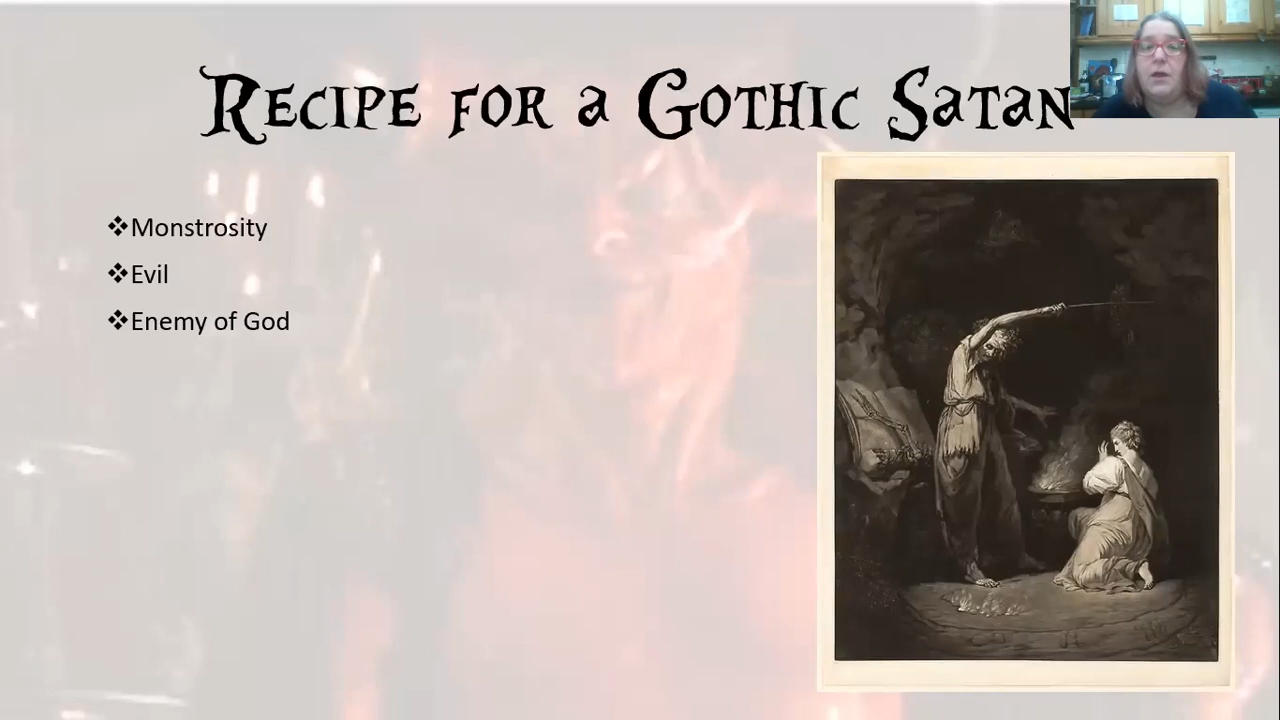 Recipe for a Gothic Satan
❖Monstrosity
❖Evil
❖Enemy of God